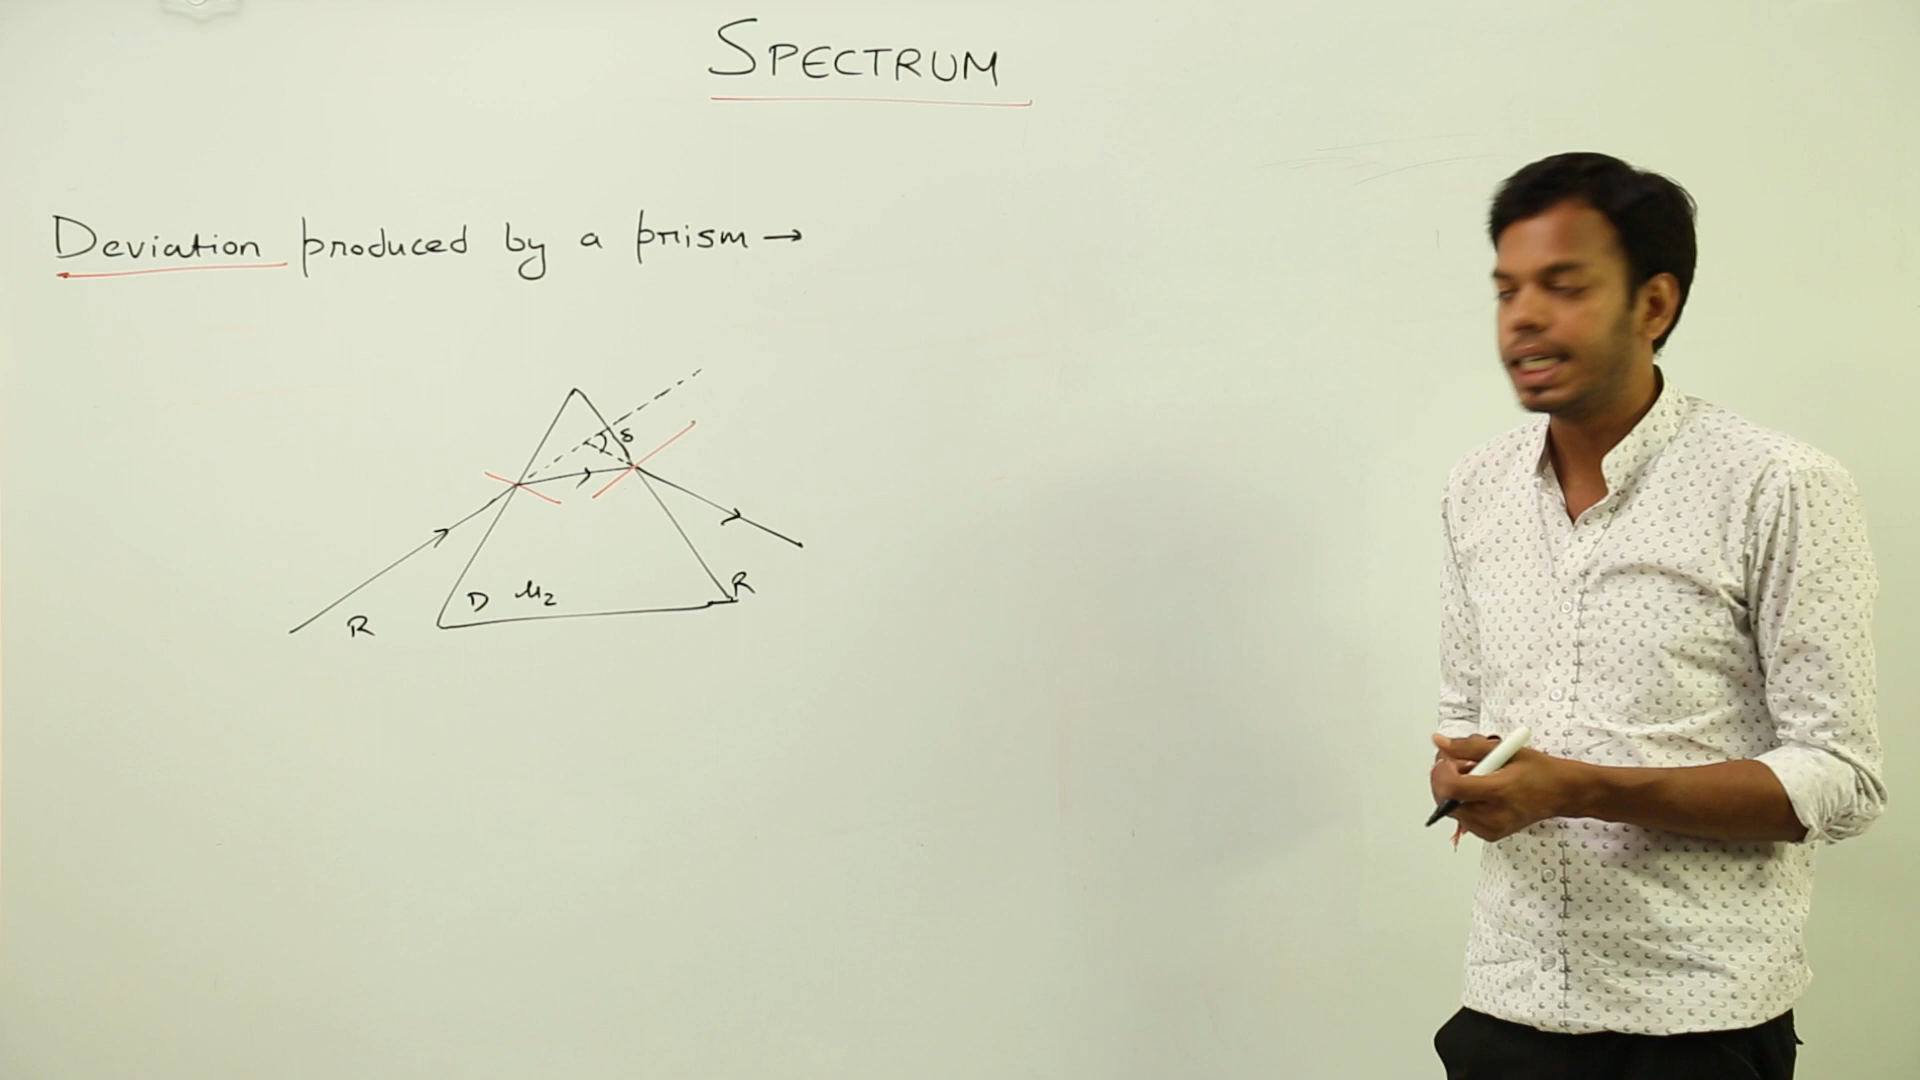 SPECTRUM
Deviation produced by a prism →
δ
D μ2 R
R